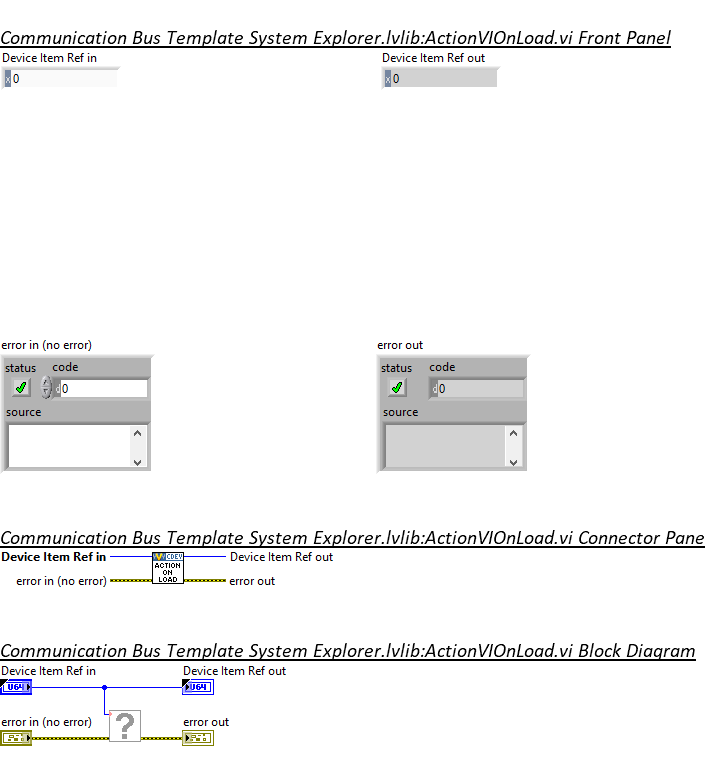 Communication Bus Template System Explorer.lvlib:ActionVIOnLoad.vi Front Panel
Device Item Ref in
Device Item Ref out
x 0
x 0
error in (no error)
error out
status code
status code
d 0
d 0
source
source
Communication Bus Template System Explorer.lvlib:ActionVIOnLoad.vi Connector Pane
Device Item Ref in
CDEV
ACTION
ON
LOAD
Device Item Ref out
error in (no error)
error out
Communication Bus Template System Explorer.lvlib:ActionVIOnLoad.vi Block Diagram
Device Item Ref in
Device Item Ref out
U64
U64
error in (no error)
?
error out